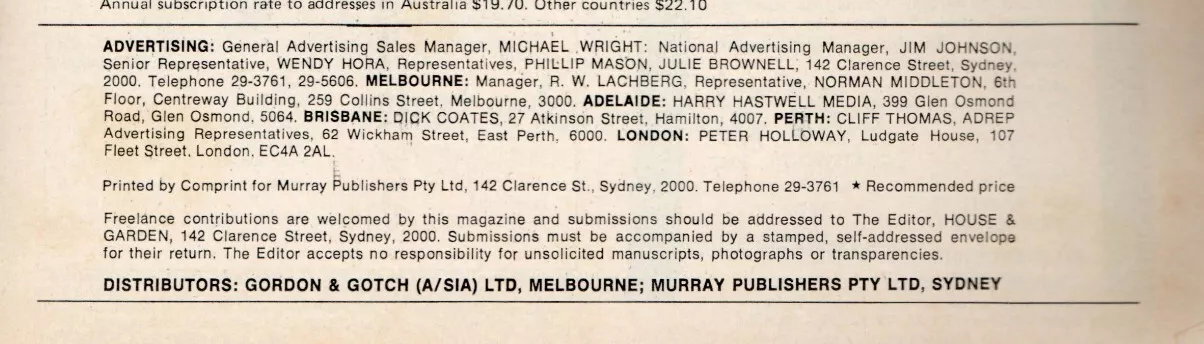 Annual subscription rate to addresses in Australia $19.70. Other countries $22.10
ADVERTISING: General Advertising Sales Manager, MICHAEL WRIGHT: National Advertising Manager, JIM JOHNSON,
Senior Representative, WENDY HORA, Representatives, PHILLIP MASON, JULIE BROWNELL, 142 Clarence Street, Sydney,
2000. Telephone 29-3761, 29-5606. MELBOURNE: Manager, R. W. LACHBERG, Representative, NORMAN MIDDLETON, 6th
Floor, Centreway Building, 259 Collins Street, Melbourne, 3000. ADELAIDE: HARRY HASTWELL MEDIA, 399 Glen Osmond
Road, Glen Osmond, 5064. BRISBANE: DICK COATES, 27 Atkinson Street, Hamilton, 4007. PERTH: CLIFF THOMAS, ADREP
Advertising Representatives, 62 Wickham Street, East Perth, 6000. LONDON: PETER HOLLOWAY, Ludgate House, 107
Fleet Street, London, EC4A 2AL.
Printed by Comprint for Murray Publishers Pty Ltd, 142 Clarence St., Sydney, 2000. Telephone 29-3761 ★ Recommended price
Freelance contributions are welcomed by this magazine and submissions should be addressed to The Editor, HOUSE &
GARDEN, 142 Clarence Street, Sydney, 2000. Submissions must be accompanied by a stamped, self-addressed envelope
for their return. The Editor accepts no responsibility for unsolicited manuscripts, photographs or transparencies.
DISTRIBUTORS: GORDON & GOTCH (A/SIA) LTD, MELBOURNE; MURRAY PUBLISHERS PTY LTD, SYDNEY